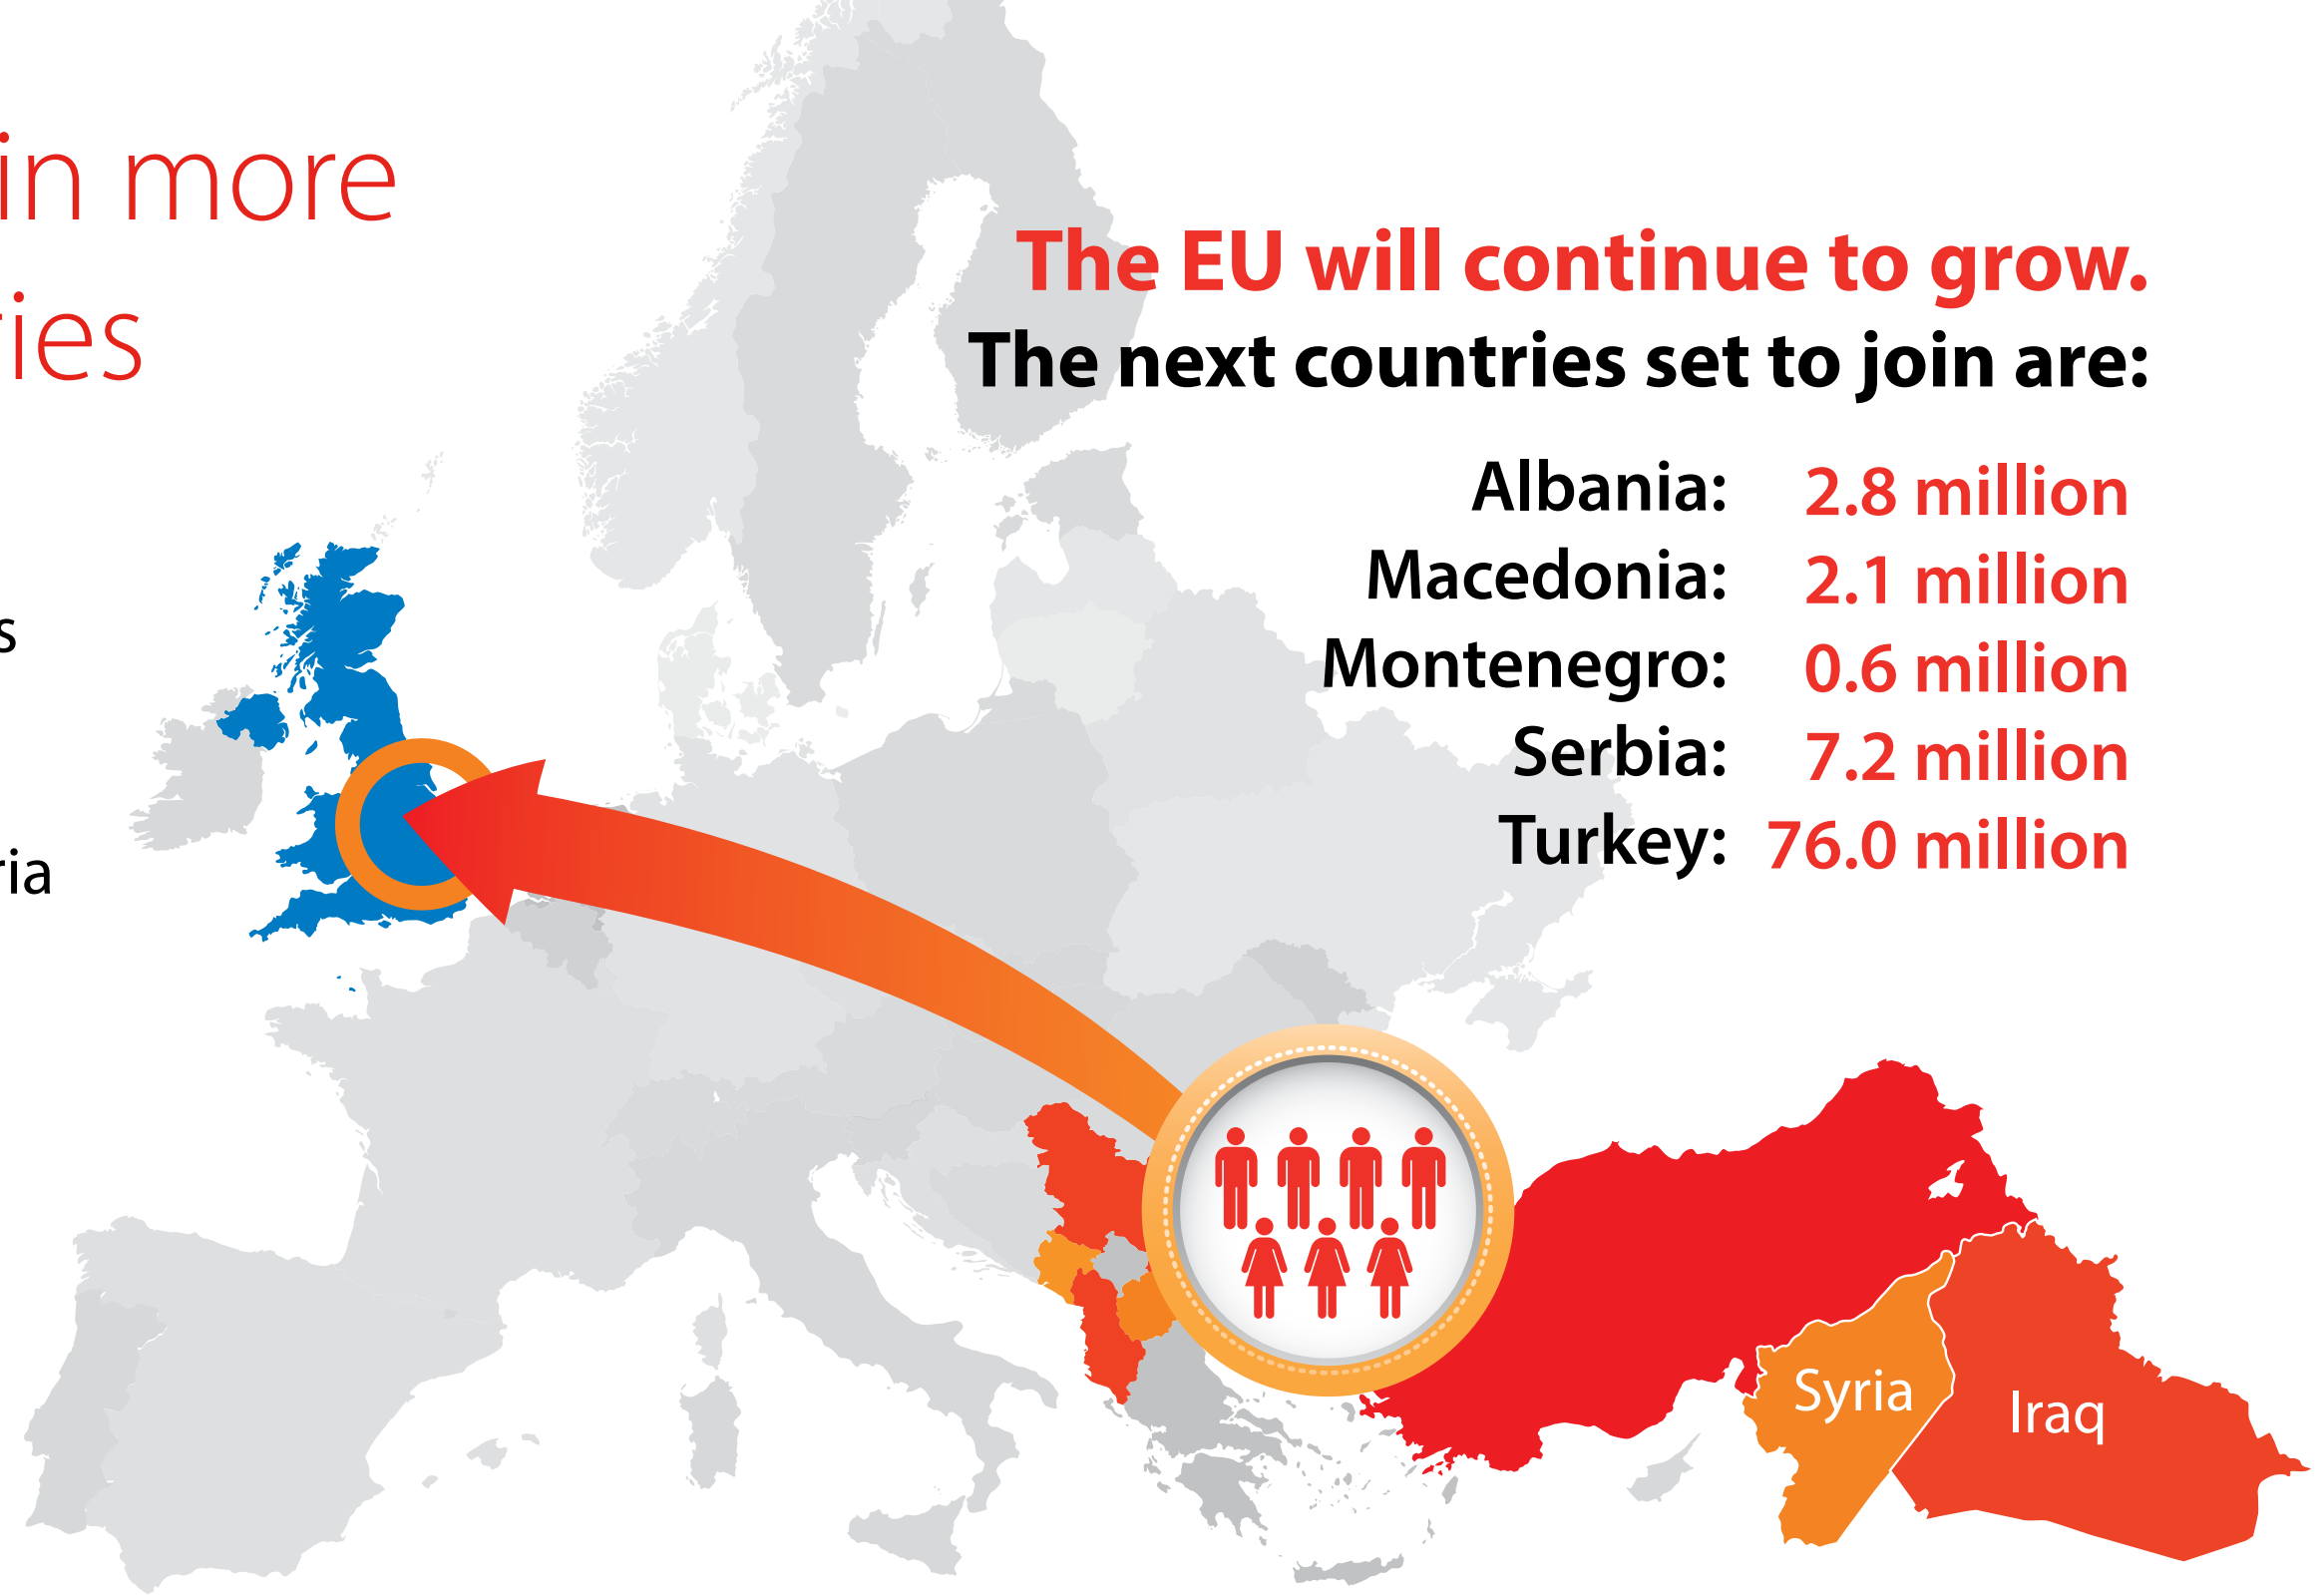 in more
ies
s
ria
The EU will continue to grow.
The next countries set to join are:
Albania: 2.8 million
Macedonia: 2.1 million
Montenegro: 0.6 million
Serbia: 7.2 million
Turkey: 76.0 million
Syria
Iraq